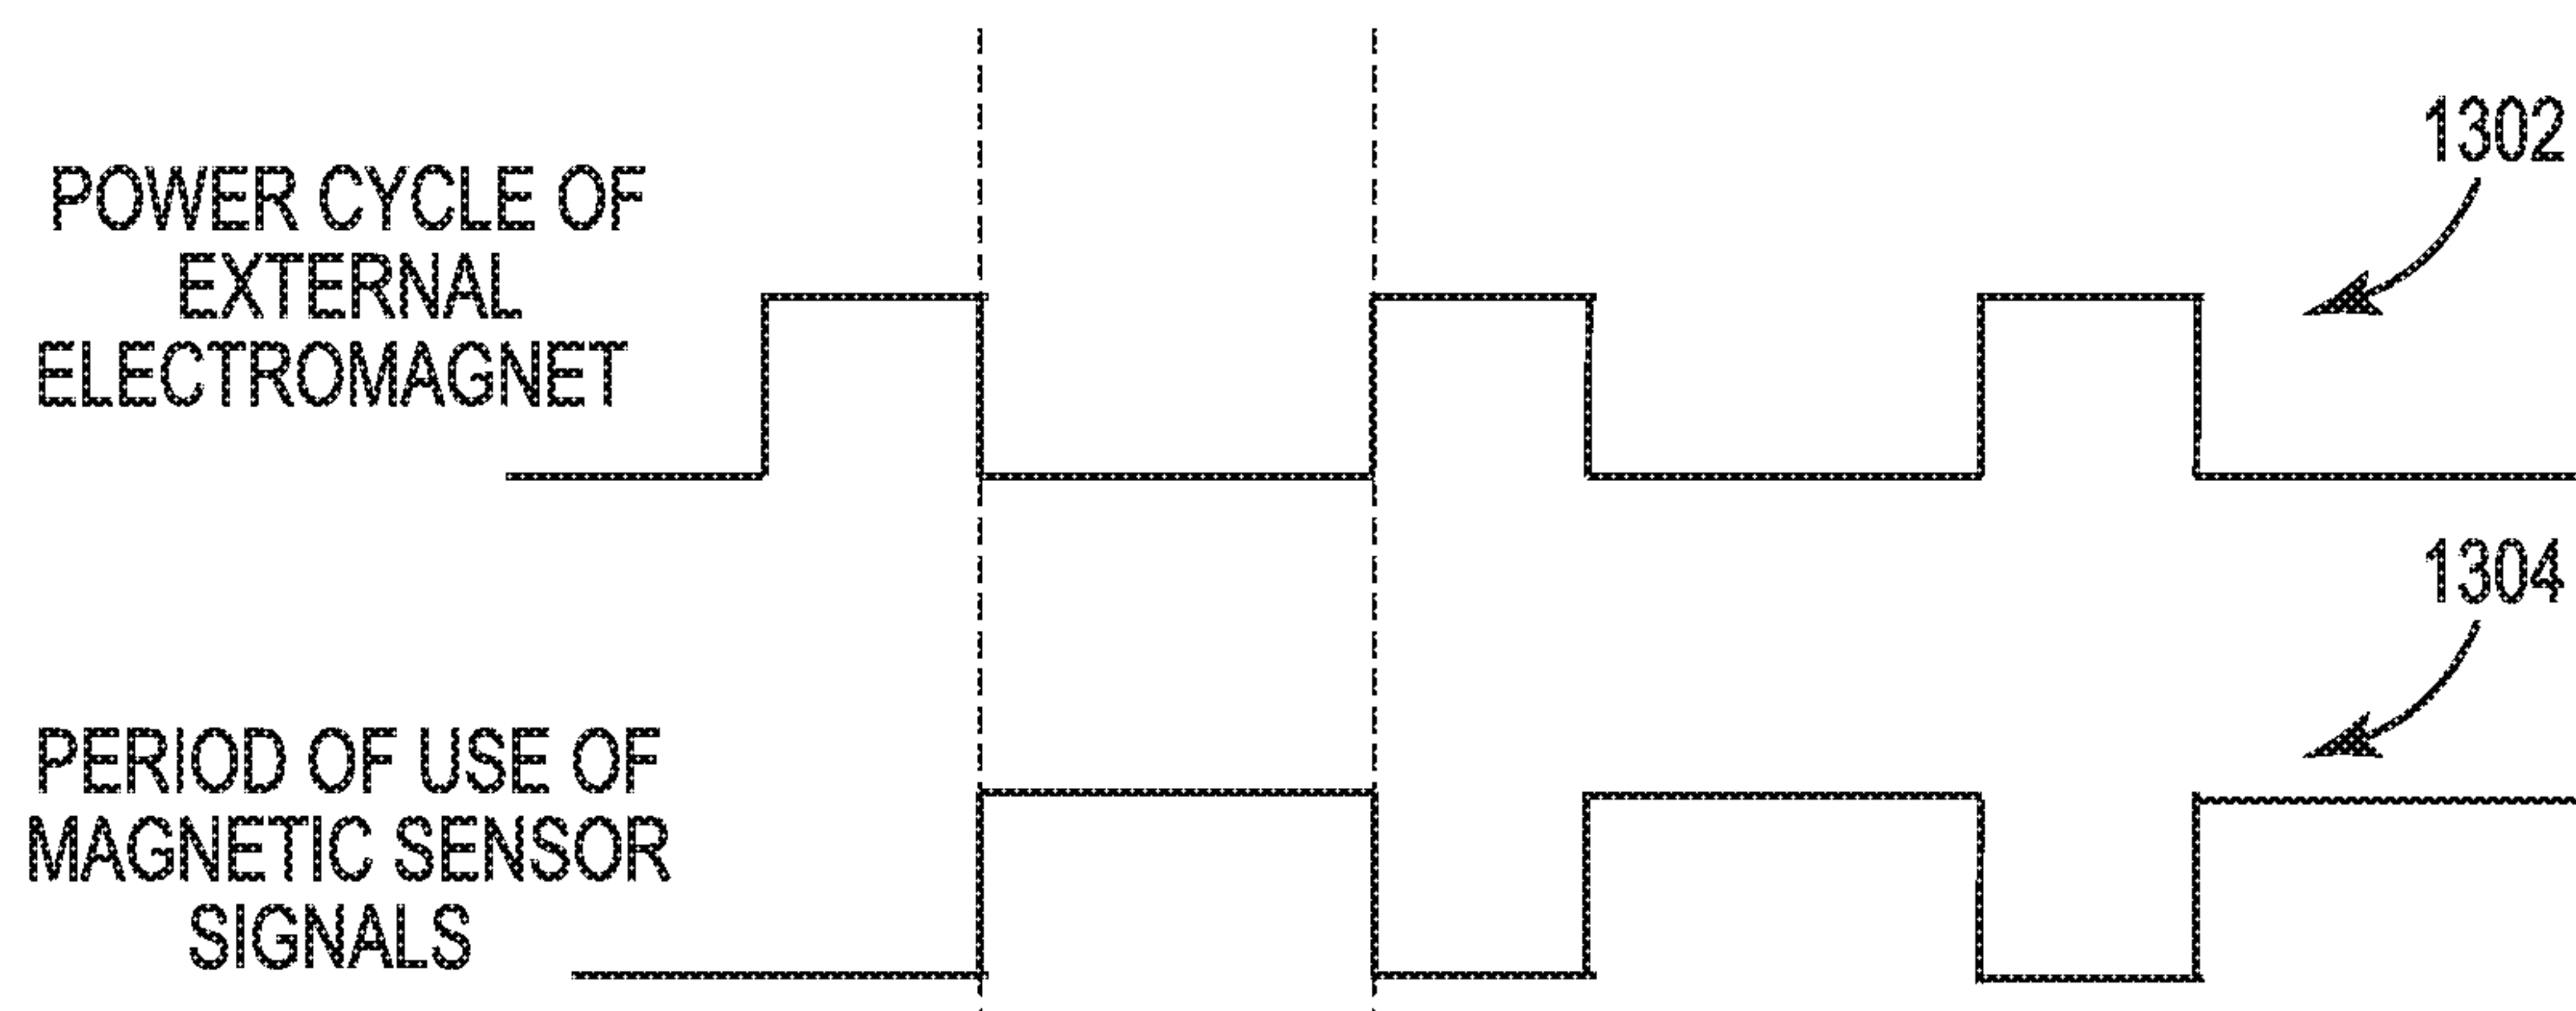 1302
POWER CYCLE OF
EXTERNAL
ELECTROMAGNET
1304
PERIOD OF USE OF
MAGNETIC SENSOR
SIGNALS